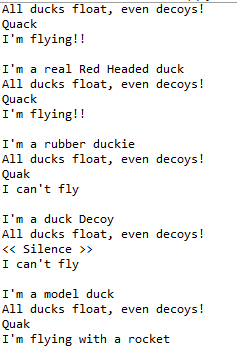 All ducks float, even decoys!
Quack
I'm flying!!
I'm a real Red Headed duck
All ducks float, even decoys!
Quack
I'm flying!!
I'm a rubber duckie
All ducks float, even decoys!
Quak
I can't fly
I'm a duck Decoy
All ducks float, even decoys!
<< Silence >>
I can't fly
I'm a model duck
All ducks float, even decoys!
Quak
I'm flying with a rocket